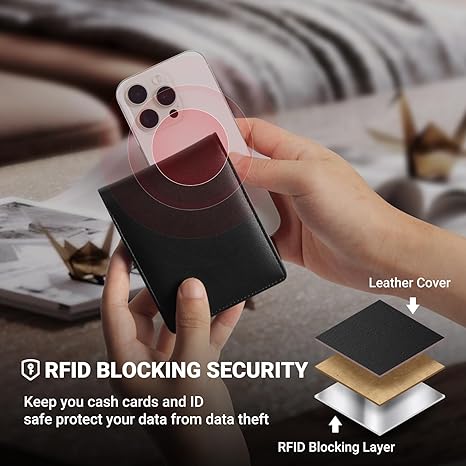 Leather Cover
RFID BLOCKING SECURITY
Keep you cash cards and ID
safe protect your data from data theft
RFID Blocking Layer